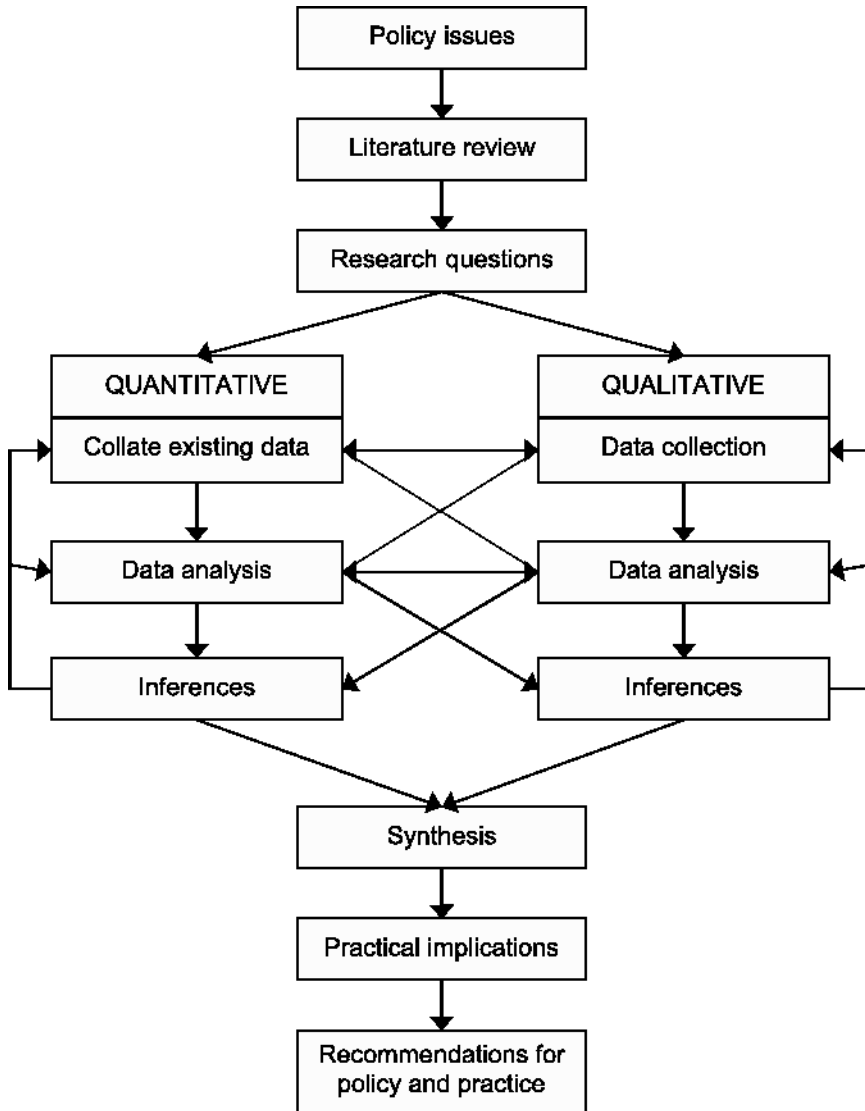 Policy issues
Literature review
Research questions
QUANTITATIVE
Collate existing data
Data analysis
Inferences
QUALITATIVE
Data collection
Data analysis
Inferences
Synthesis
Practical implications
Recommendations for
policy and practice